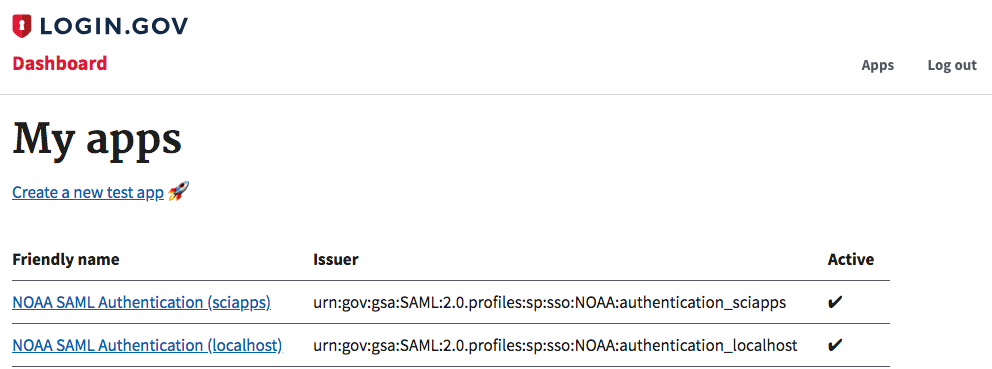 LOGIN.GOV
Dashboard
Apps Log out
My apps
Create a new test app 🚀
Friendly name Issuer Active
NOAA SAML Authentication (sciapps) urn:gov:gsa:SAML:2.0.profiles:sp:sso:NOAA:authentication_sciapps ✔
NOAA SAML Authentication (localhost) urn:gov:gsa:SAML:2.0.profiles:sp:sso:NOAA:authentication_localhost ✔